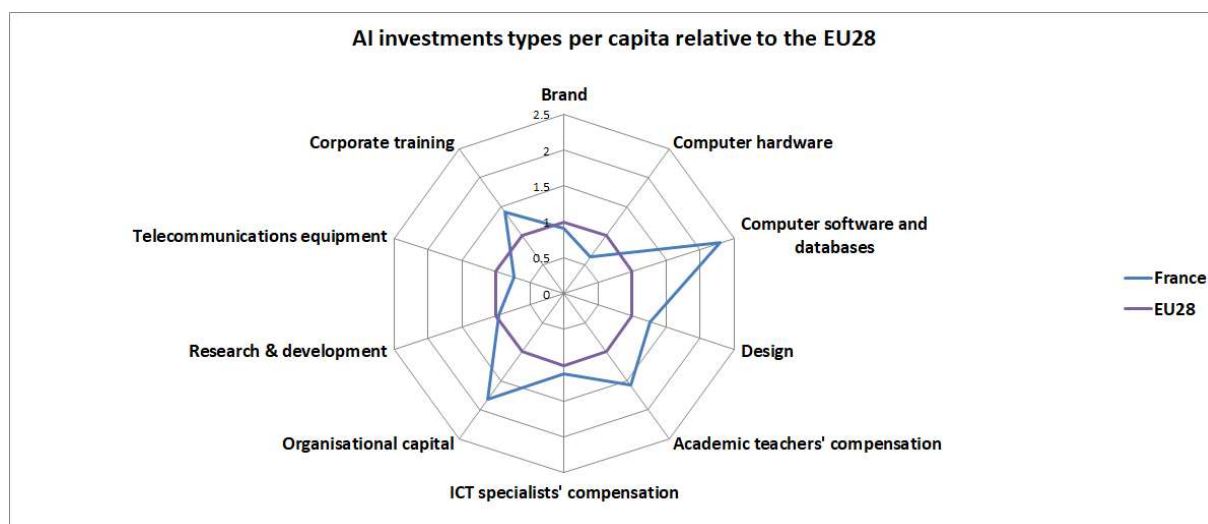 AI investments types per capita relative to the EU28
Brand
2.5
Corporate training
Computer hardware
2
1.5
1
Telecommunications equipment
Computer software and
databases
0.5
0
France
EU28
Research & development
Design
Organisational capital
Academic teachers' compensation
ICT specialists' compensation